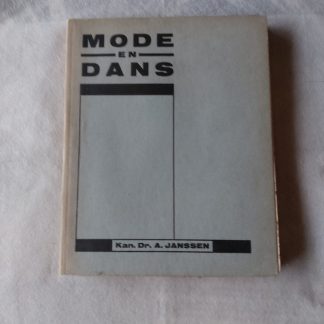 MODE
EN
DANS
Kan. Dr. A. JANSSEN